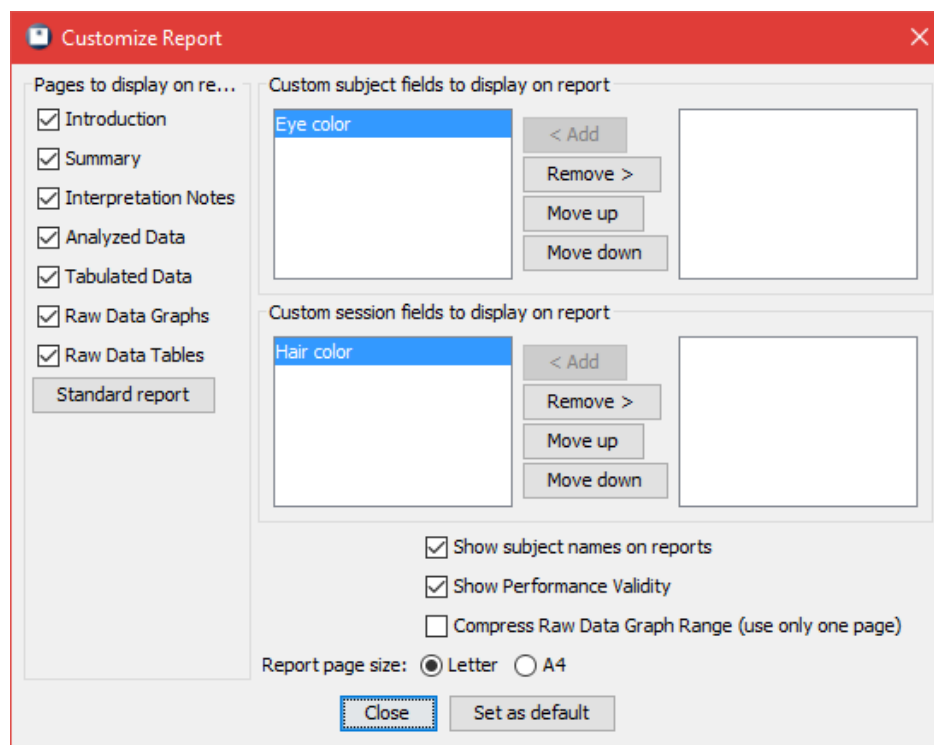 Customize Report
Pages to display on re...
Introduction
Summary
Interpretation Notes
Analyzed Data
Tabulated Data
Raw Data Graphs
Raw Data Tables
Standard report
Custom subject fields to display on report
Eye color
< Add
Remove >
Move up
Move down
Custom session fields to display on report
Hair color
< Add
Remove >
Move up
Move down
Show subject names on reports
Show Performance Validity
Compress Raw Data Graph Range (use only one page)
Report page size: Letter A4
Close Set as default